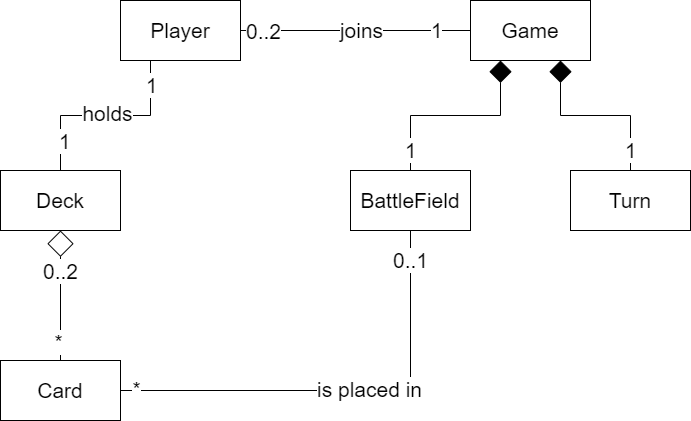 Player
0..2
joins
1
Game
1
holds
1
1
1
Deck
BattleField
Turn
0..2
0..1
*
Card
*
is placed in